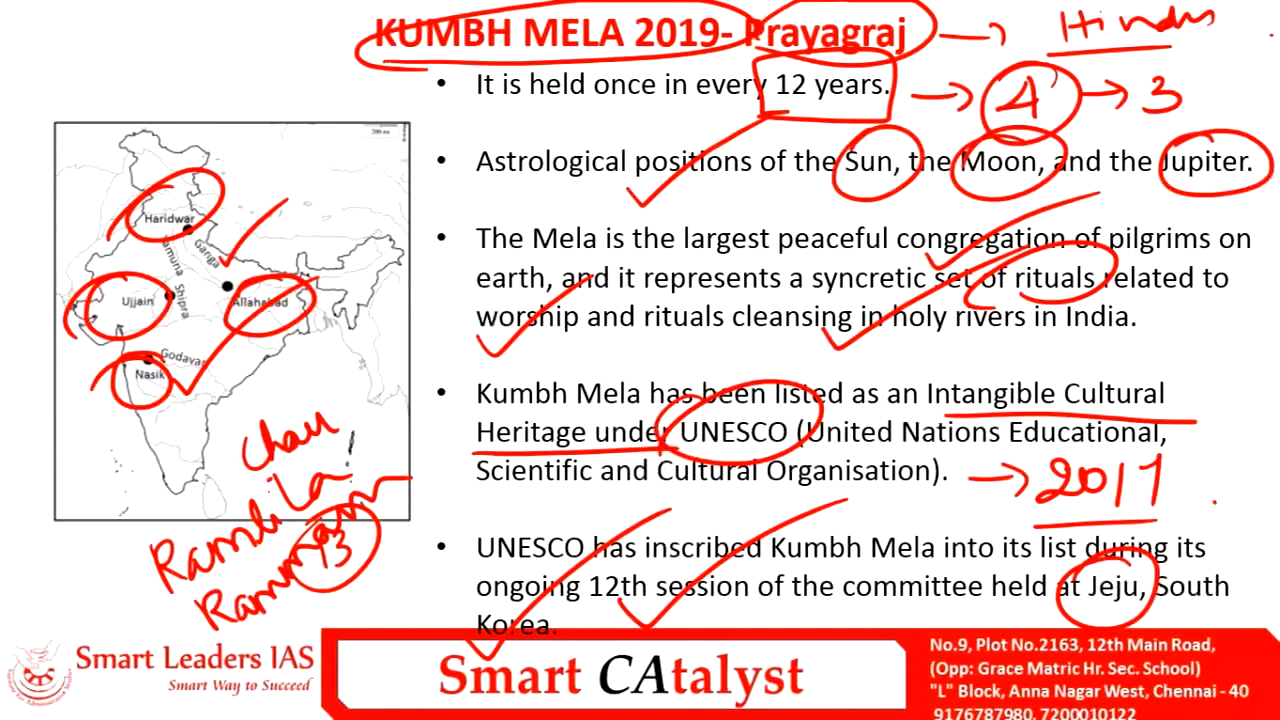 KUMBH MELA 2019- Prayagraj → Hindu
• It is held once in every 12 years. → 4 → 3
• Astrological positions of the Sun, the Moon, and the Jupiter.
• The Mela is the largest peaceful congregation of pilgrims on
earth, and it represents a syncretic set of rituals related to
worship and rituals cleansing in holy rivers in India.
• Kumbh Mela has been listed as an Intangible Cultural
Heritage under UNESCO (United Nations Educational,
Scientific and Cultural Organisation). → 2017
• UNESCO has inscribed Kumbh Mela into its list during its
ongoing 12th session of the committee held at Jeju, South
Korea.
200 km
Haridwar
Ganga
Yamuna
Ujjain
Shipra
Allahabad
Godavari
Nasik
Chau
Ramlila
Ramman
13
Smart Leaders IAS
Smart Way to Succeed
Smart CAtalyst
No.9, Plot No.2163, 12th Main Road,
(Opp: Grace Matric Hr. Sec. School)
"L" Block, Anna Nagar West, Chennai - 40
9176787980, 7200010122